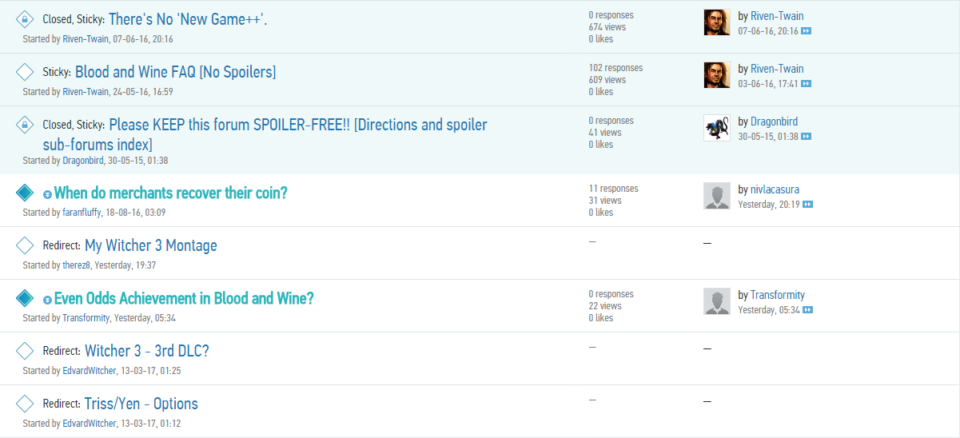 Closed, Sticky: There's No 'New Game++'.
Started by Riven-Twain, 07-06-16, 20:16
0 responses
674 views
0 likes
by Riven-Twain
07-06-16, 20:16
Sticky: Blood and Wine FAQ [No Spoilers]
Started by Riven-Twain, 24-05-16, 16:59
102 responses
609 views
0 likes
by Riven-Twain
03-06-16, 17:41
Closed, Sticky: Please KEEP this forum SPOILER-FREE!! [Directions and spoiler
sub-forums index]
Started by Dragonbird, 30-05-15, 01:38
0 responses
41 views
0 likes
by Dragonbird
30-05-15, 01:38
When do merchants recover their coin?
Started by faranfluffy, 18-08-16, 03:09
11 responses
31 views
0 likes
by nivlacasura
Yesterday, 20:19
Redirect: My Witcher 3 Montage
Started by therez8, Yesterday, 19:37
—
—
Even Odds Achievement in Blood and Wine?
Started by Transformity, Yesterday, 05:34
0 responses
22 views
0 likes
by Transformity
Yesterday, 05:34
Redirect: Witcher 3 - 3rd DLC?
Started by EdvardWitcher, 13-03-17, 01:25
—
—
Redirect: Triss/Yen - Options
Started by EdvardWitcher, 13-03-17, 01:12
—
—